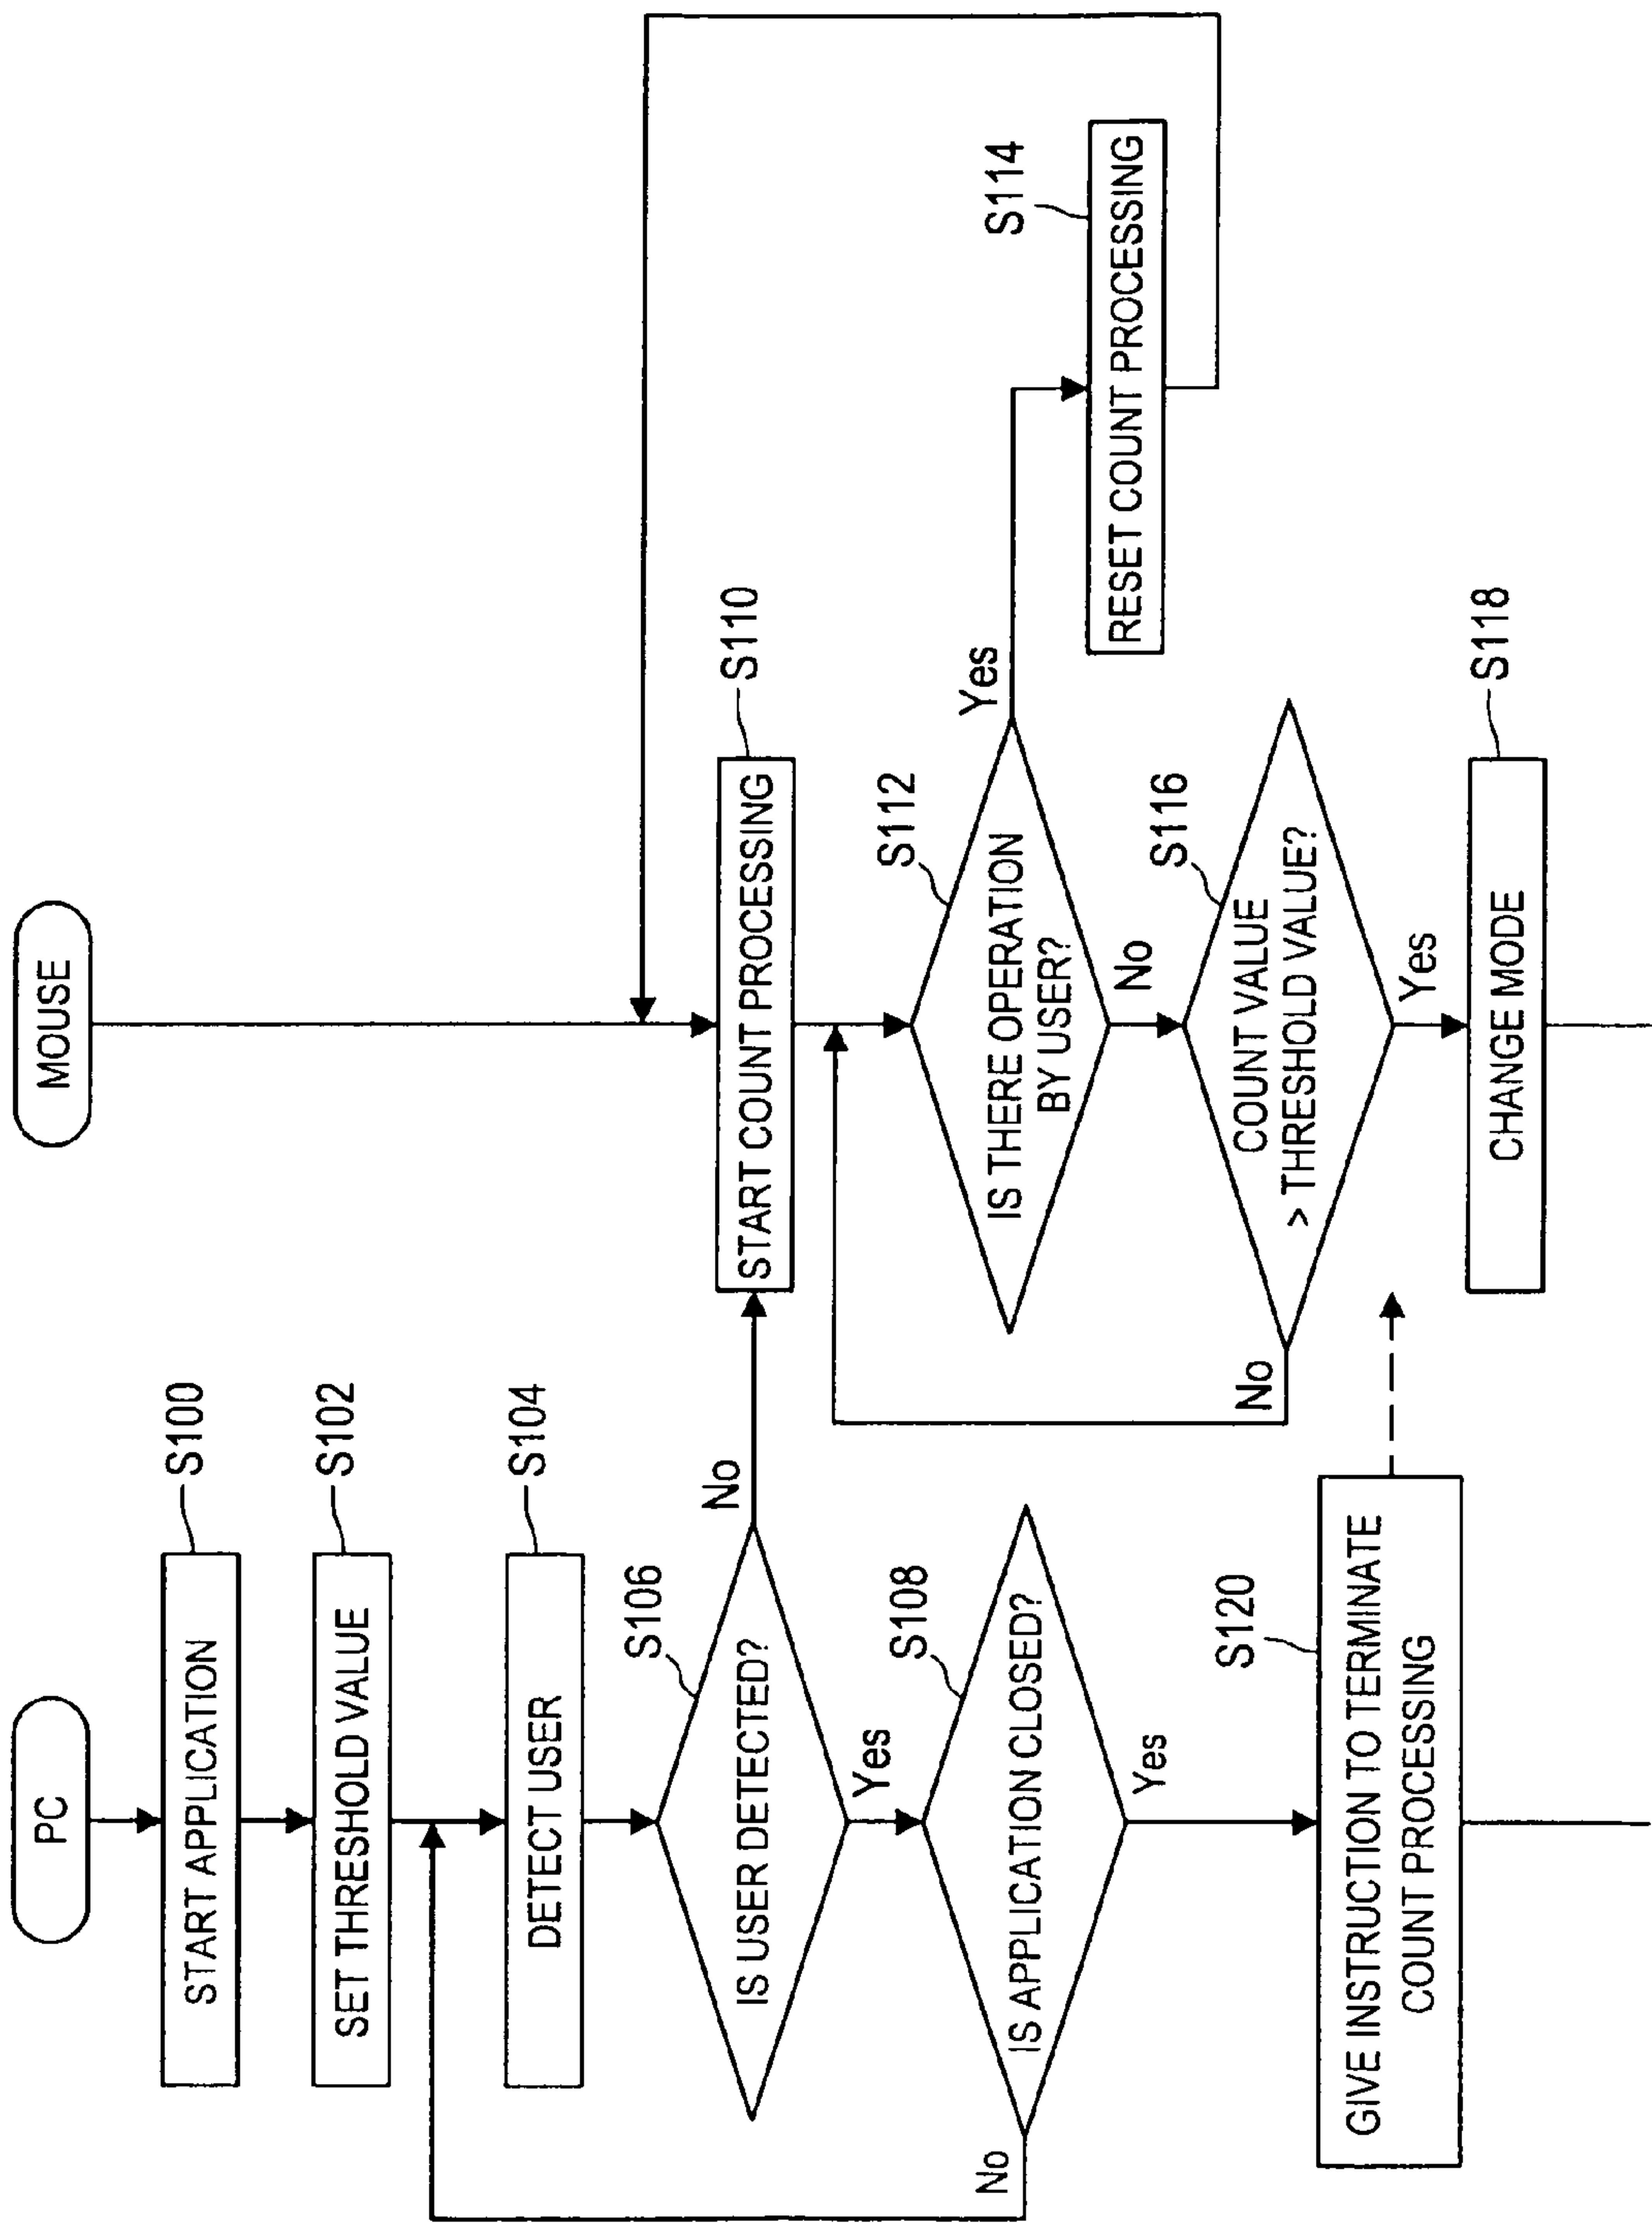 PC
START APPLICATION
S100
SET THRESHOLD VALUE
S102
DETECT USER
S104
IS USER DETECTED?
S106
No
Yes
IS APPLICATION CLOSED?
S108
No
Yes
GIVE INSTRUCTION TO TERMINATE
COUNT PROCESSING
S120
MOUSE
START COUNT PROCESSING
S110
IS THERE OPERATION
BY USER?
S112
Yes
No
RESET COUNT PROCESSING
S114
COUNT VALUE
> THRESHOLD VALUE?
S116
No
Yes
CHANGE MODE
S118